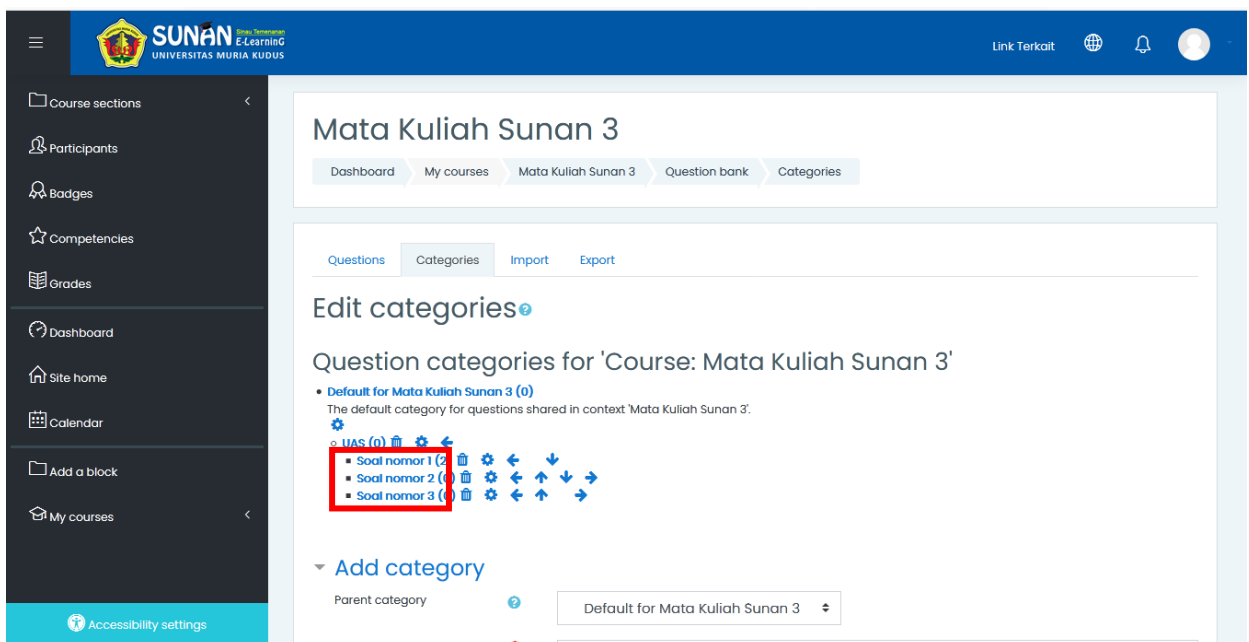 SUNAN Sinau Temenanan
E-Learning
UNIVERSITAS MURIA KUDUS
Link Terkait
Course sections
Participants
Badges
Competencies
Grades
Dashboard
Site home
Calendar
Add a block
My courses
Accessibility settings
Mata Kuliah Sunan 3
Dashboard My courses Mata Kuliah Sunan 3 Question bank Categories
Questions Categories Import Export
Edit categories
Question categories for 'Course: Mata Kuliah Sunan 3'
Default for Mata Kuliah Sunan 3 (0)
The default category for questions shared in context 'Mata Kuliah Sunan 3'.
UAS (0)
Soal nomor 1 (2)
Soal nomor 2 (0)
Soal nomor 3 (0)
Add category
Parent category
Default for Mata Kuliah Sunan 3